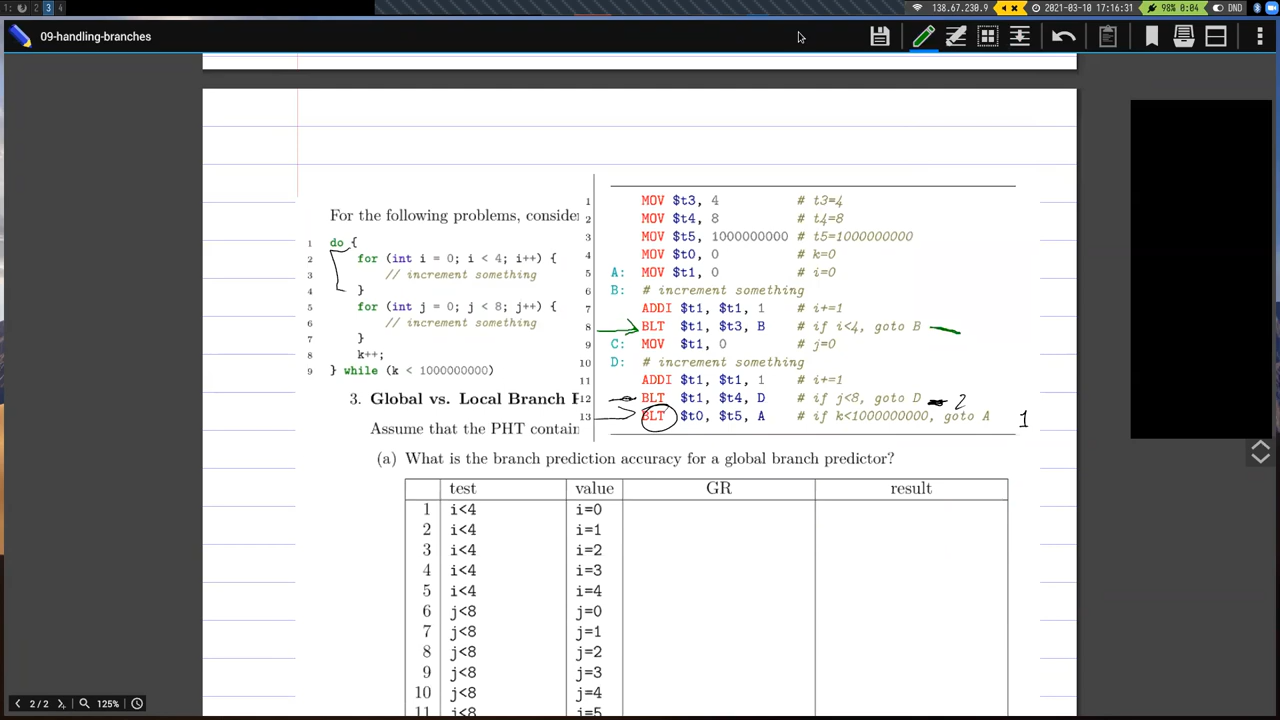 1: 2 3 4
138.67.230.9 2021-03-10 17:16:31 98% 0:04 DND
09-handling-branches
For the following problems, consider
1 do {
2 for (int i = 0; i < 4; i++) {
3 // increment something
4 }
5 for (int j = 0; j < 8; j++) {
6 // increment something
7 }
8 k++;
9 } while (k < 1000000000)
1 MOV $t3, 4 # t3=4
2 MOV $t4, 8 # t4=8
3 MOV $t5, 1000000000 # t5=1000000000
4 MOV $t0, 0 # k=0
5 A: MOV $t1, 0 # i=0
6 B: # increment something
7 ADDI $t1, $t1, 1 # i+=1
8 BLT $t1, $t3, B # if i<4, goto B
9 C: MOV $t1, 0 # j=0
10 D: # increment something
11 ADDI $t1, $t1, 1 # i+=1
12 BLT $t1, $t4, D # if j<8, goto D 2
13 BLT $t0, $t5, A # if k<1000000000, goto A 1
3. Global vs. Local Branch
Assume that the PHT contain
(a) What is the branch prediction accuracy for a global branch predictor?
test value GR result
1 i<4 i=0
2 i<4 i=1
3 i<4 i=2
4 i<4 i=3
5 i<4 i=4
6 j<8 j=0
7 j<8 j=1
8 j<8 j=2
9 j<8 j=3
10 j<8 j=4
11 j<8 j=5
2/2 125%